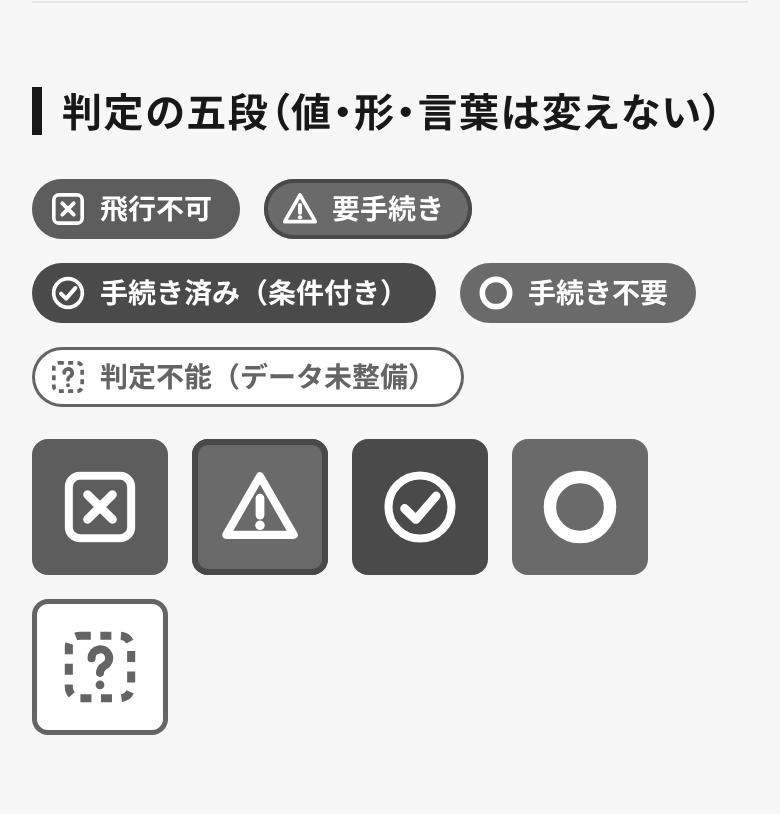 判定の五段（値・形・言葉は変えない）
飛行不可
要手続き
手続き済み（条件付き）
手続き不要
判定不能（データ未整備）